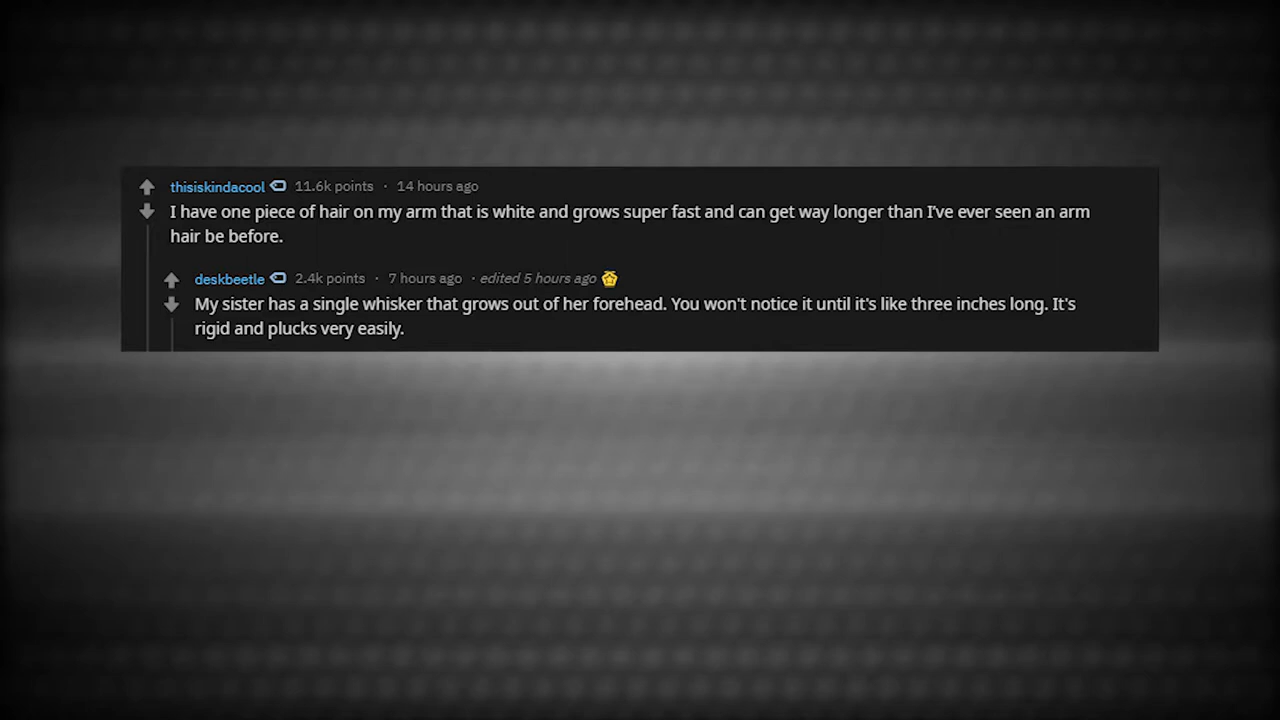 thisiskindacool 11.6k points · 14 hours ago
I have one piece of hair on my arm that is white and grows super fast and can get way longer than I've ever seen an arm
hair be before.
deskbeetle 2.4k points · 7 hours ago · edited 5 hours ago
My sister has a single whisker that grows out of her forehead. You won't notice it until it's like three inches long. It's
rigid and plucks very easily.